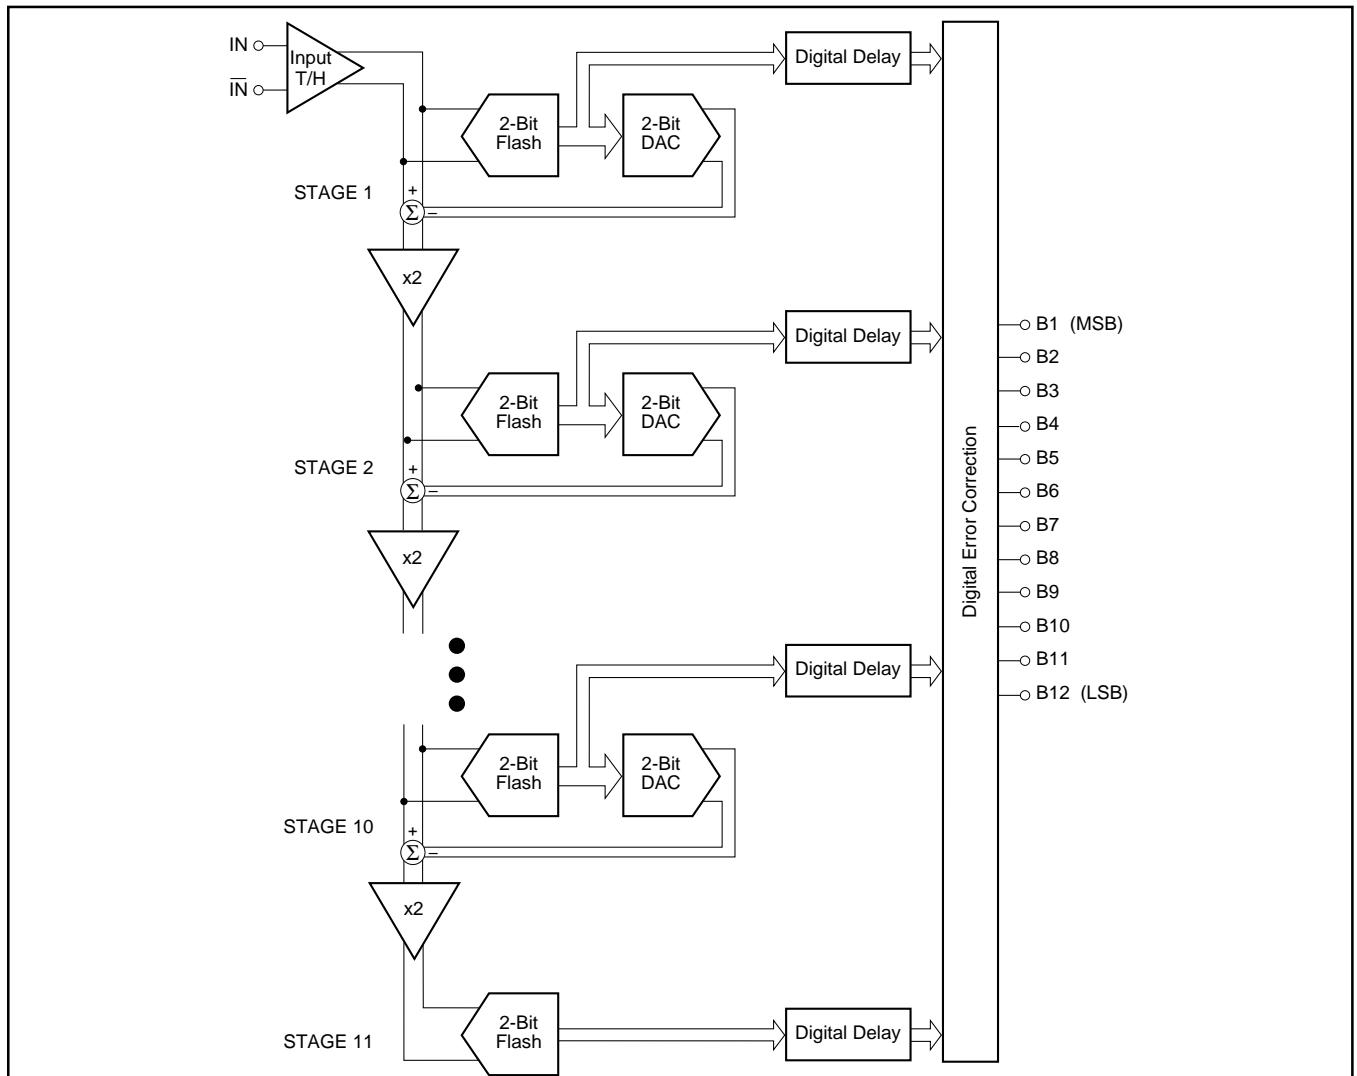 IN
Input
T/H
I̅N̅
Digital Delay
2-Bit
Flash
2-Bit
DAC
STAGE 1
+
Σ
–
x2
Digital Delay
2-Bit
Flash
2-Bit
DAC
STAGE 2
+
Σ
–
x2
Digital Delay
2-Bit
Flash
2-Bit
DAC
STAGE 10
+
Σ
–
x2
2-Bit
Flash
STAGE 11
Digital Delay
Digital Error Correction
B1 (MSB)
B2
B3
B4
B5
B6
B7
B8
B9
B10
B11
B12 (LSB)